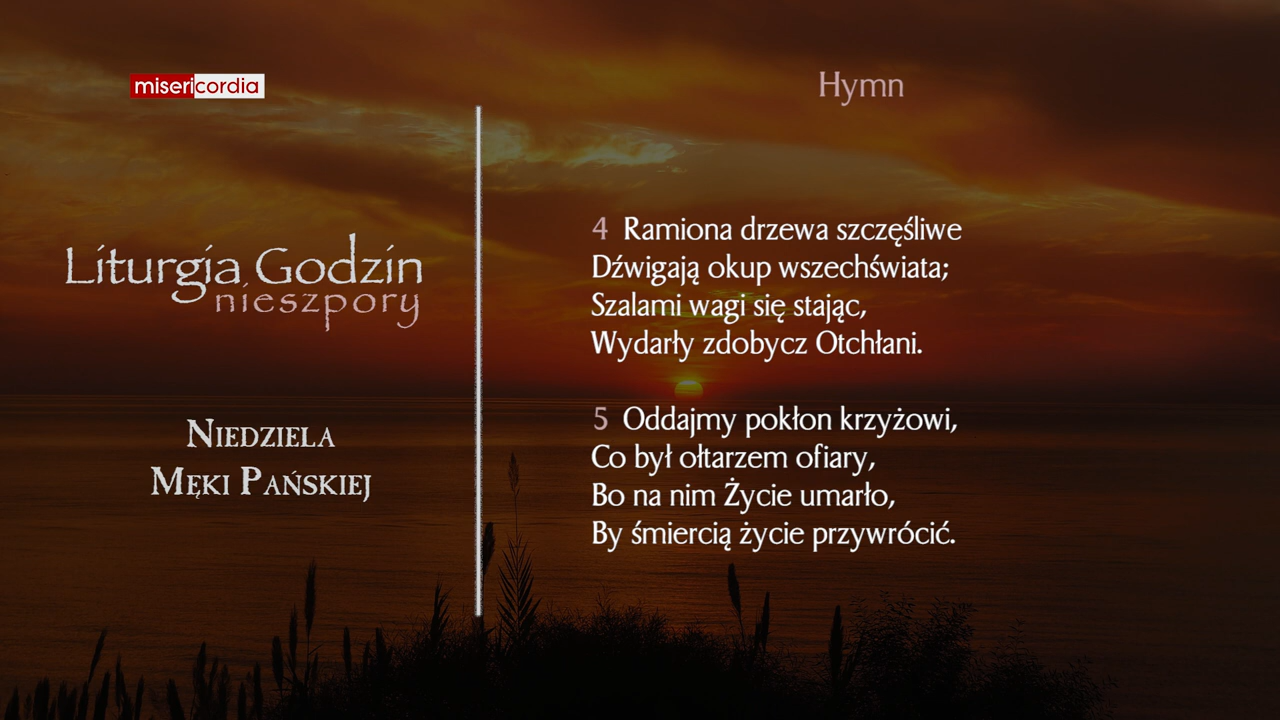 misericordia
Liturgia Godzin
nieszpory
Niedziela
Męki Pańskiej
Hymn
4 Ramiona drzewa szczęśliwe
Dźwigają okup wszechświata;
Szalami wagi się stając,
Wydarły zdobycz Otchłani.
5 Oddajmy pokłon krzyżowi,
Co był ołtarzem ofiary,
Bo na nim Życie umarło,
By śmiercią życie przywrócić.